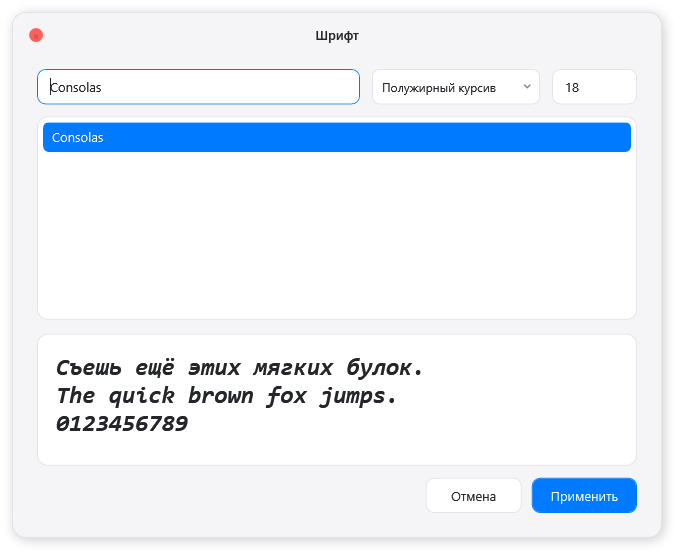 Шрифт
Consolas
Полужирный курсив
18
Consolas
Съешь ещё этих мягких булок.
The quick brown fox jumps.
0123456789
Отмена
Применить